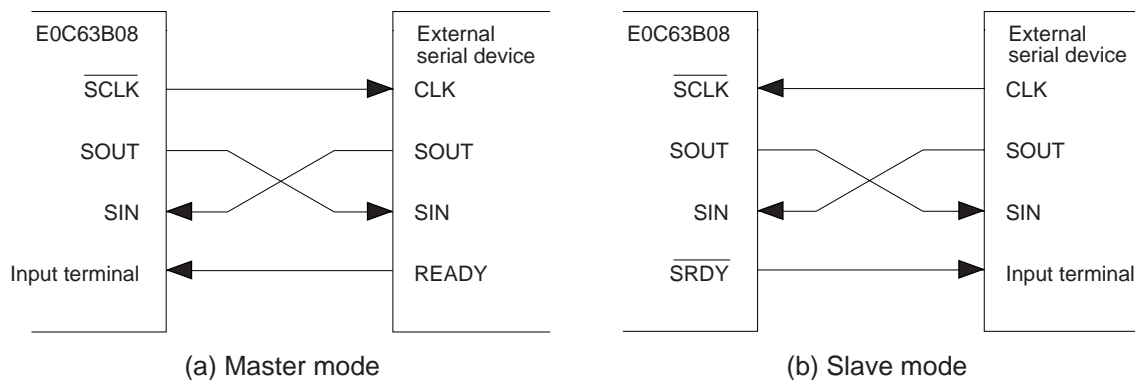 E0C63B08
SCLK
SOUT
SIN
Input terminal
External
serial device
CLK
SOUT
SIN
READY
(a) Master mode
E0C63B08
SCLK
SOUT
SIN
SRDY
External
serial device
CLK
SOUT
SIN
Input terminal
(b) Slave mode